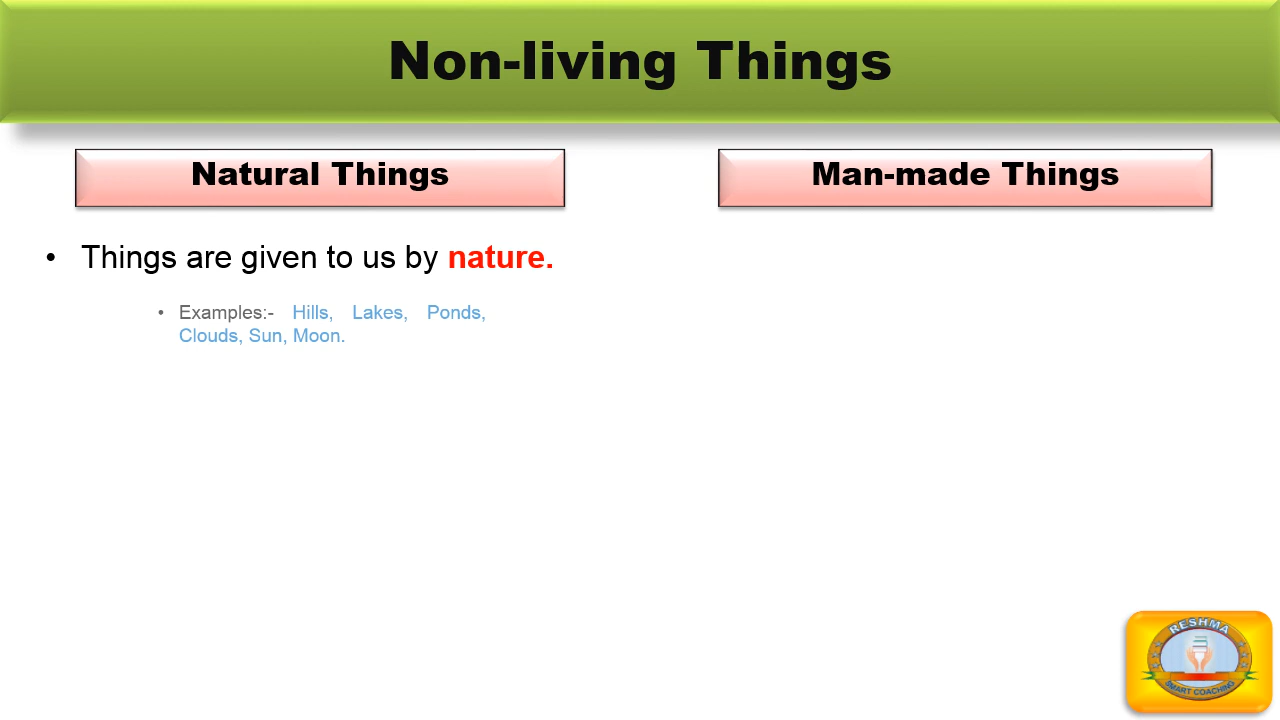 Non-living Things
Natural Things
Man-made Things
• Things are given to us by nature.
• Examples:- Hills, Lakes, Ponds,
Clouds, Sun, Moon.
RESHMA
SMART COACHING